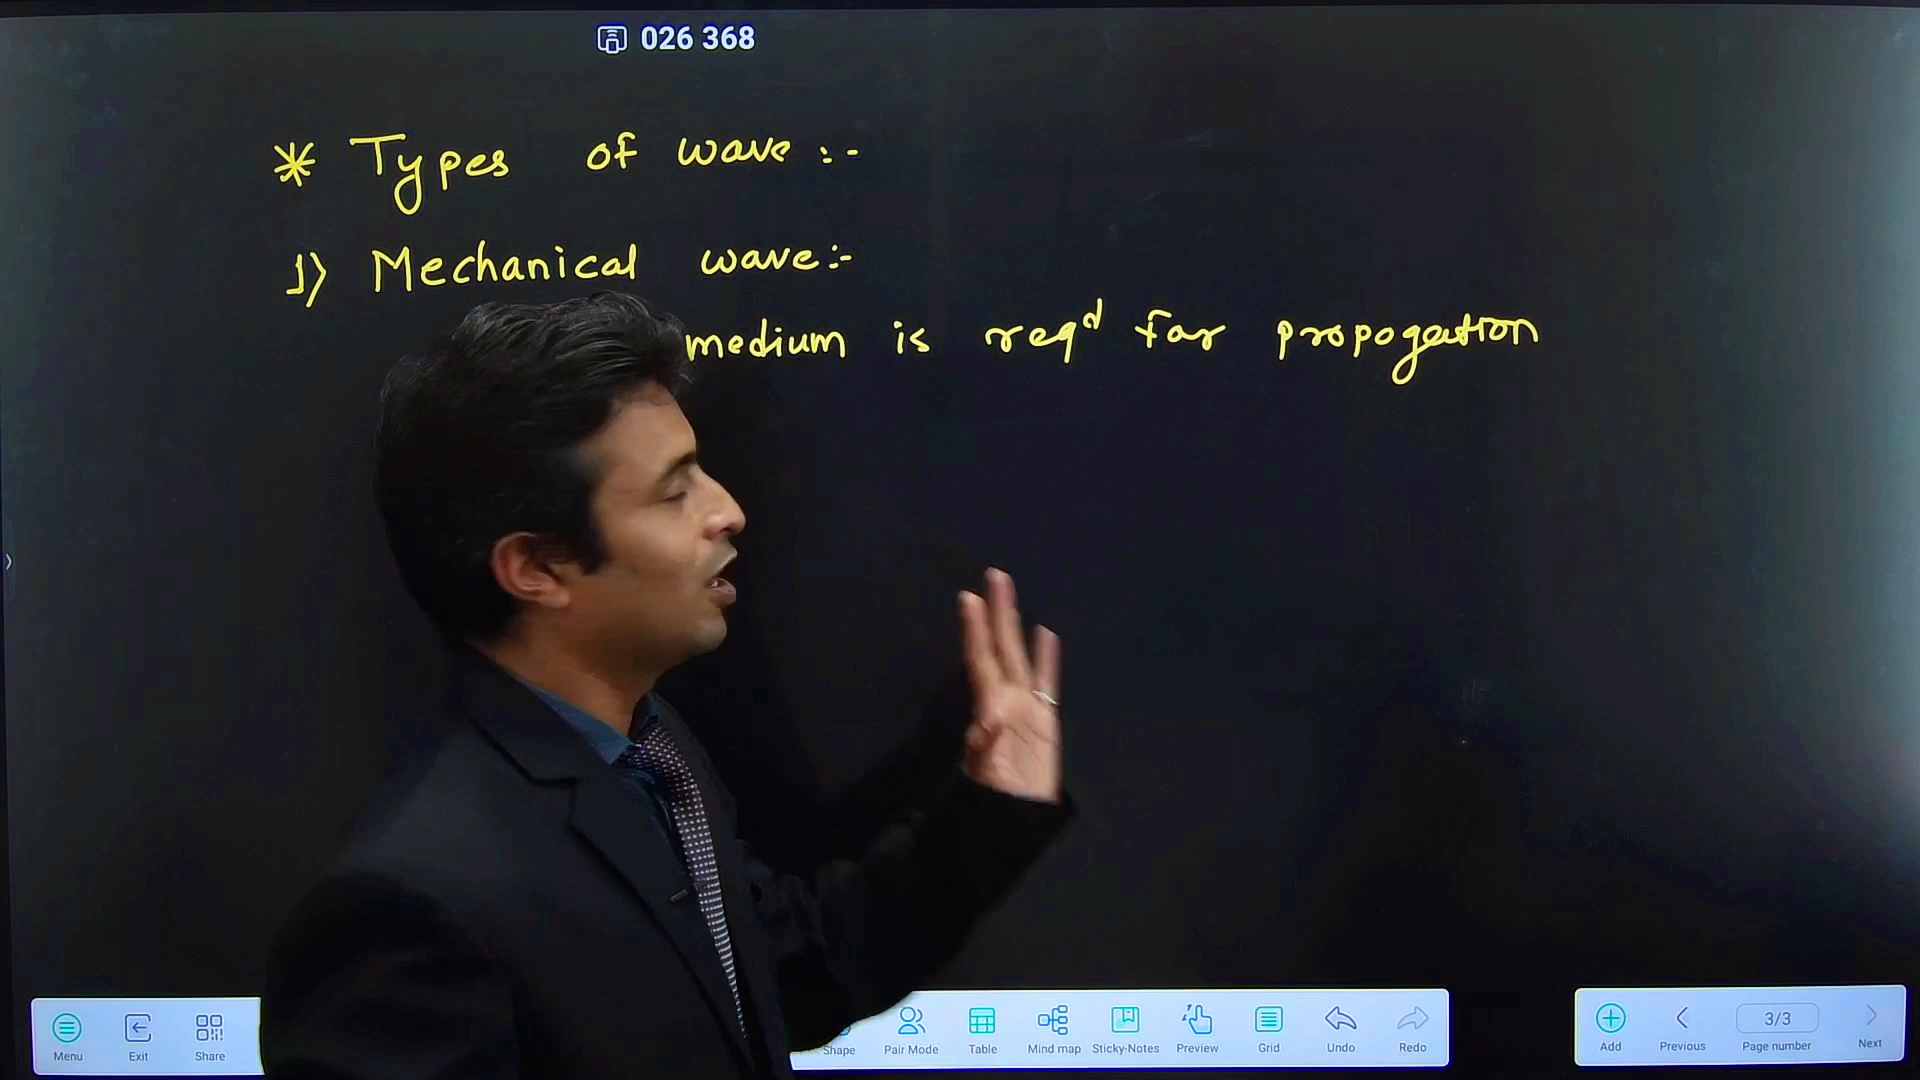 026 368
* Types of wave :-
1) Mechanical wave:-
medium is reqd for propogation
Menu Exit Share Shape Pair Mode Table Mind map Sticky-Notes Preview Grid Undo Redo Add Previous 3/3 Page number Next